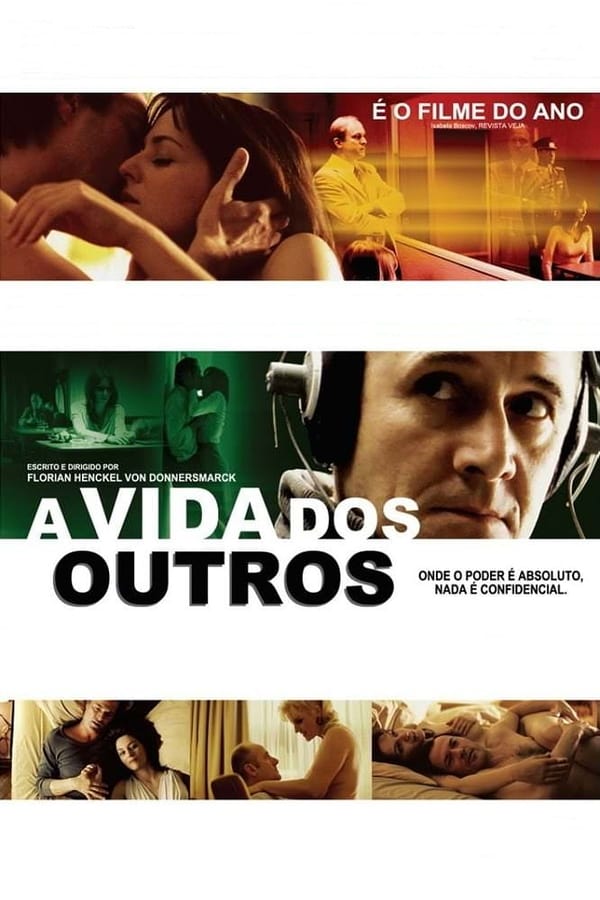 É O FILME DO ANO
Isabela Boscov, REVISTA VEJA
ESCRITO E DIRIGIDO POR
FLORIAN HENCKEL VON DONNERSMARCK
A VIDA DOS
OUTROS
ONDE O PODER É ABSOLUTO,
NADA É CONFIDENCIAL.